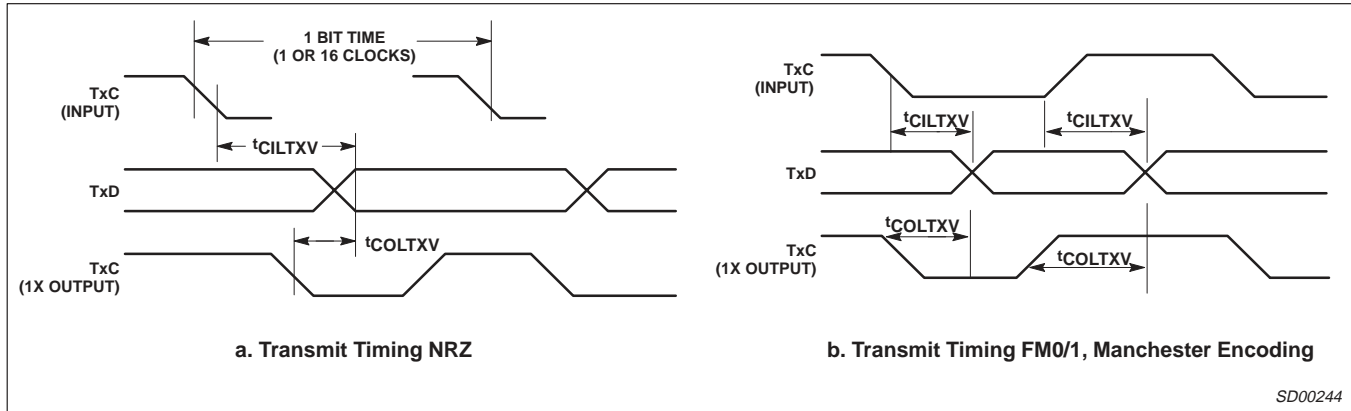 1 BIT TIME
(1 OR 16 CLOCKS)
TxC
(INPUT)
tCILTXV
TxD
tCOLTXV
TxC
(1X OUTPUT)
a. Transmit Timing NRZ
TxC
(INPUT)
tCILTXV
tCILTXV
TxD
tCOLTXV
TxC
(1X OUTPUT)
tCOLTXV
b. Transmit Timing FM0/1, Manchester Encoding
SD00244